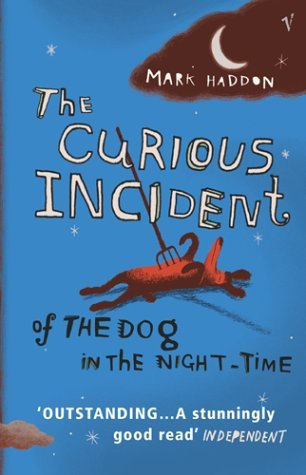 V
MARK HADDON
THE
CURIOUS
INCIDENT
of THE DOG
IN THE NIGHT-TIME
‘OUTSTANDING...A stunningly
good read’ INDEPENDENT